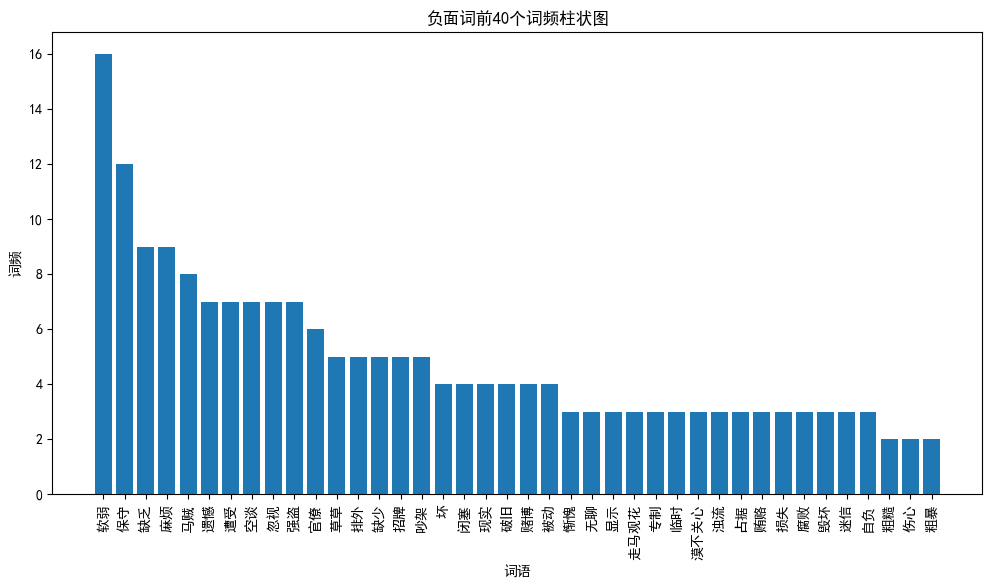 负面词前40个词频柱状图
词频
16
14
12
10
8
6
4
2
0
软弱
保守
缺乏
麻烦
马贼
遗憾
遭受
空谈
忽视
强盗
官僚
草草
排外
缺少
招牌
吵架
坏
闭塞
现实
破旧
赌博
被动
惭愧
无聊
显示
走马观花
专制
临时
漠不关心
浊流
占据
贿赂
损失
腐败
毁坏
迷信
自负
粗糙
伤心
粗暴
词语